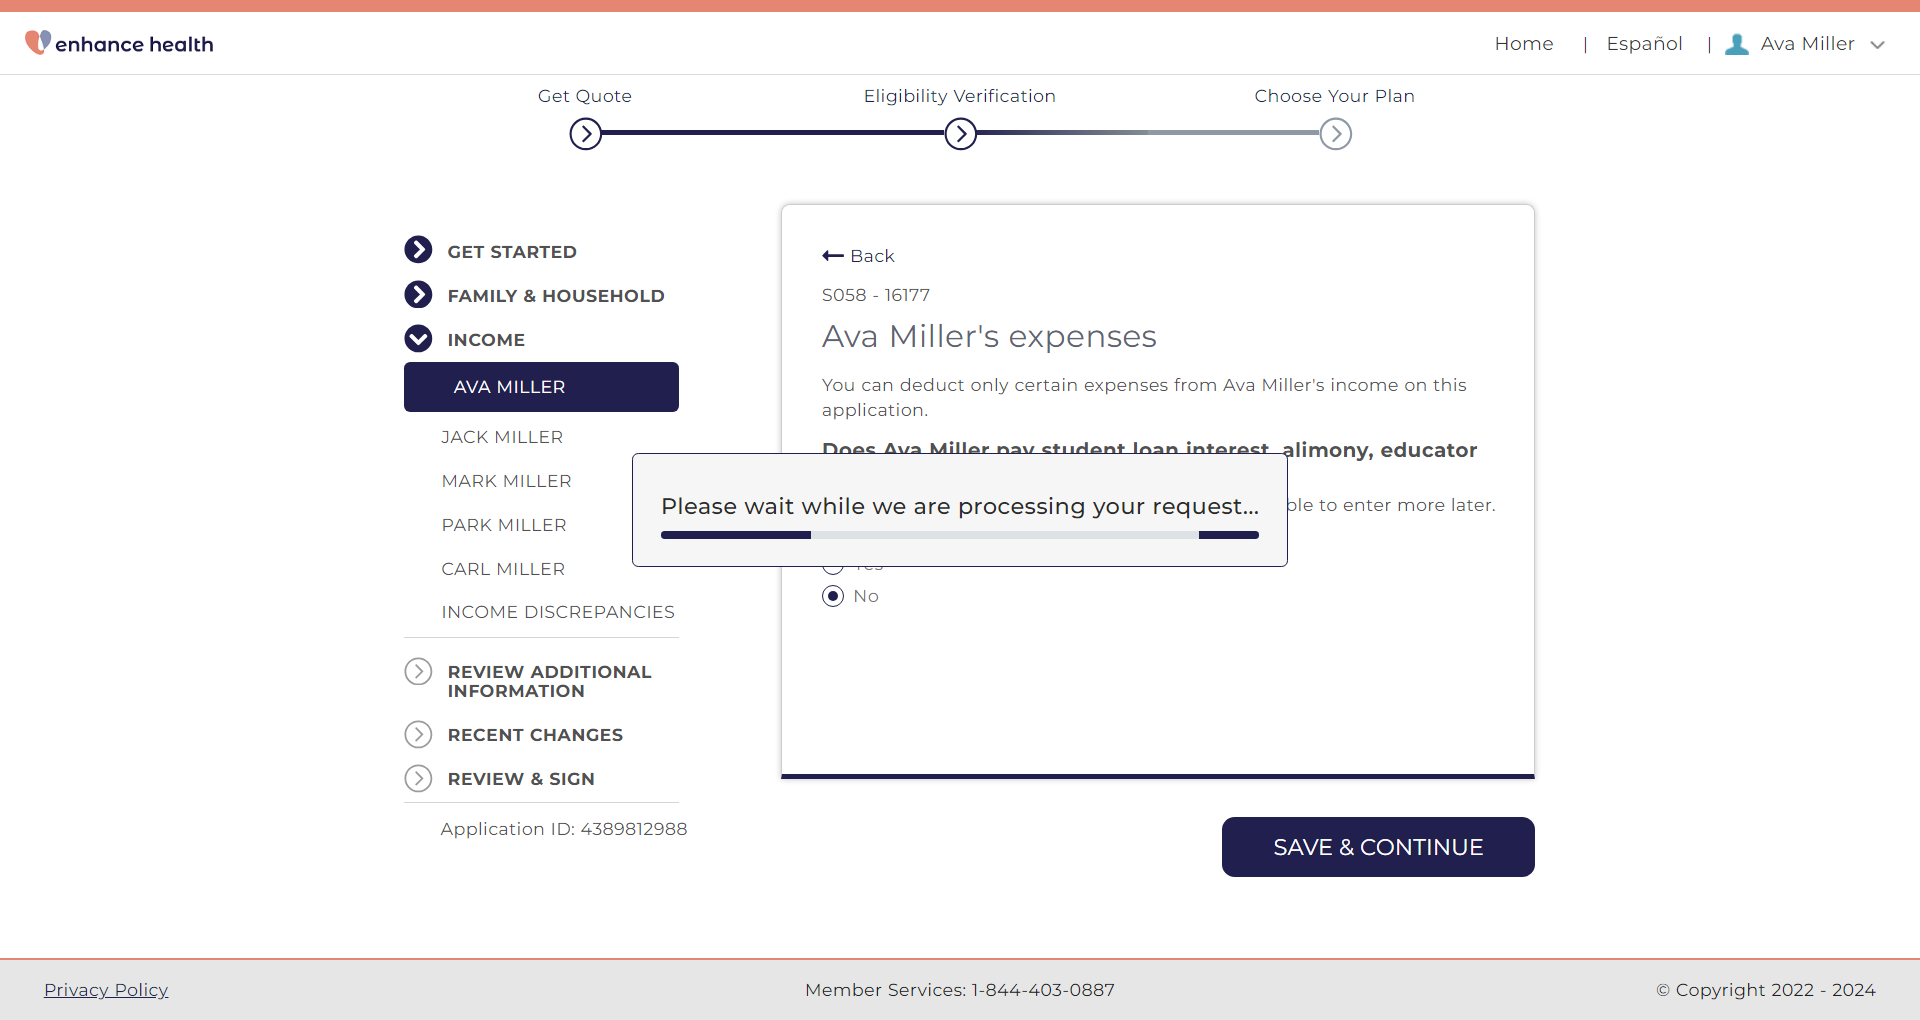 enhance health
Home | Español | Ava Miller
Get Quote
Eligibility Verification
Choose Your Plan
GET STARTED
FAMILY & HOUSEHOLD
INCOME
AVA MILLER
JACK MILLER
MARK MILLER
PARK MILLER
CARL MILLER
INCOME DISCREPANCIES
REVIEW ADDITIONAL
INFORMATION
RECENT CHANGES
REVIEW & SIGN
Application ID: 4389812988
Back
S058 - 16177
Ava Miller's expenses
You can deduct only certain expenses from Ava Miller's income on this
application.
Does Ava Miller pay student loan interest, alimony, educator
to enter more later.
Please wait while we are processing your request...
Yes
No
SAVE & CONTINUE
Privacy Policy
Member Services: 1-844-403-0887
© Copyright 2022 - 2024